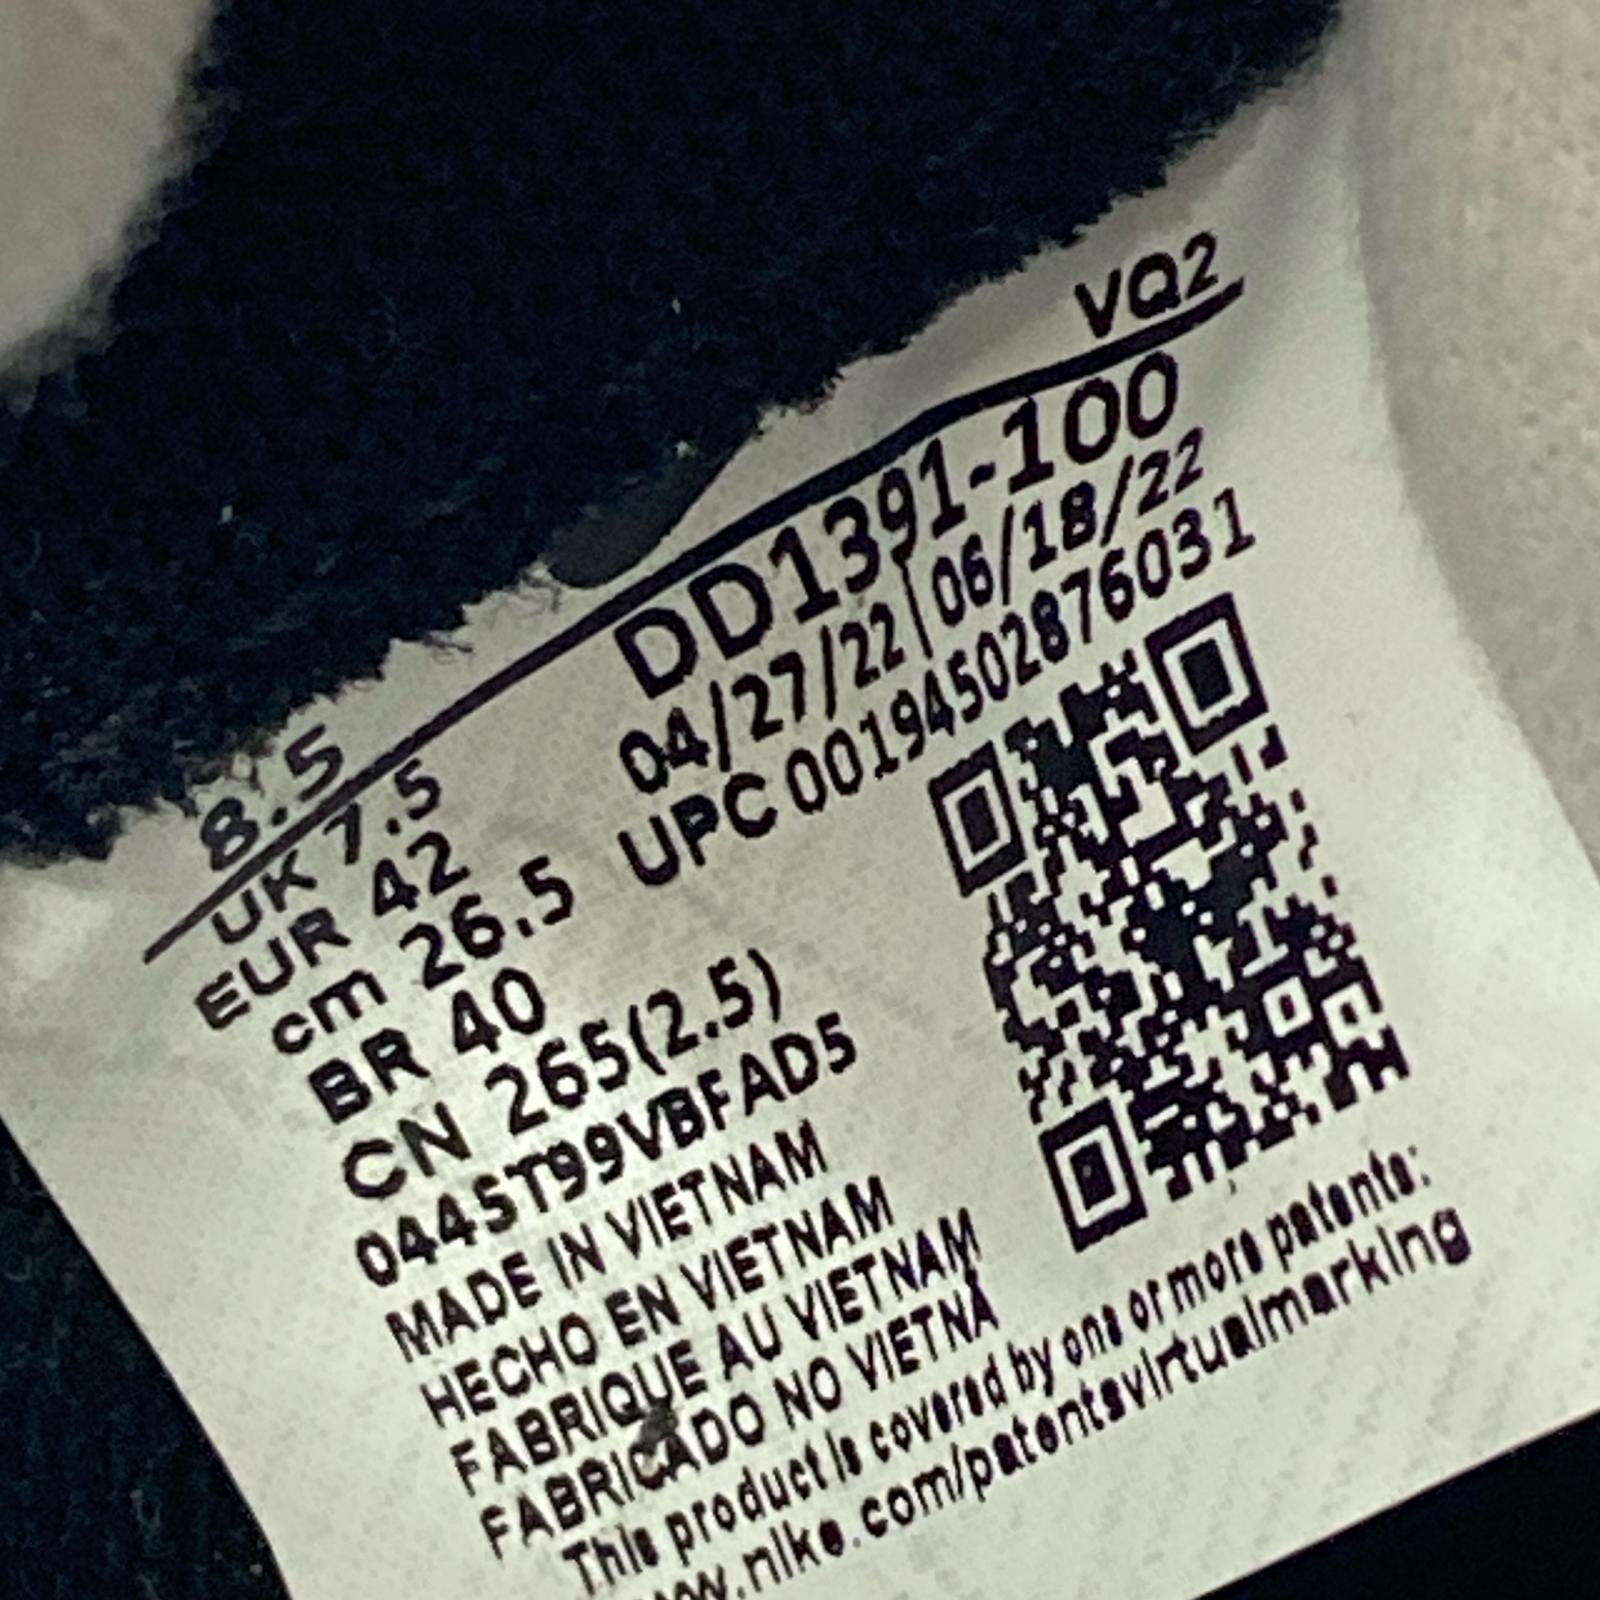 VQ2
8.5
DD1391-100
UK 7.5
04/27/22|06/18/22
EUR 42
UPC 00194502876031
cm 26.5
BR 40
CN 265(2.5)
044ST99VBFAD5
MADE IN VIETNAM
HECHO EN VIETNAM
FABRIQUE AU VIETNAM
FABRICADO NO VIETNÃ
This product is covered by one or more patents:
www.nike.com/patentsvirtualmarking